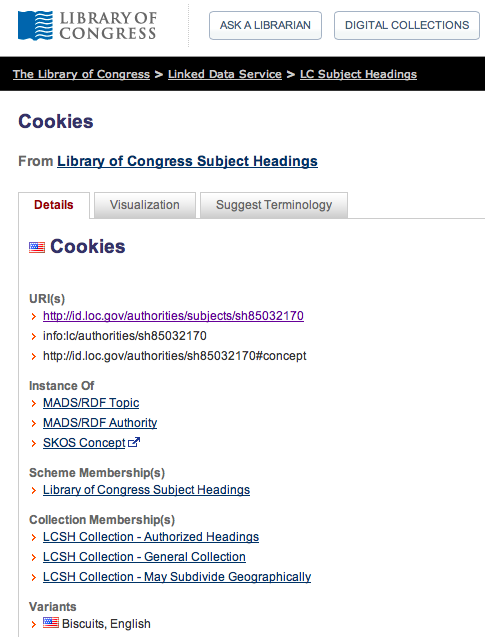 LIBRARY OF
CONGRESS
ASK A LIBRARIAN
DIGITAL COLLECTIONS
The Library of Congress > Linked Data Service > LC Subject Headings
Cookies
From Library of Congress Subject Headings
Details
Visualization
Suggest Terminology
Cookies
URI(s)
http://id.loc.gov/authorities/subjects/sh85032170
info:lc/authorities/sh85032170
http://id.loc.gov/authorities/sh85032170#concept
Instance Of
MADS/RDF Topic
MADS/RDF Authority
SKOS Concept
Scheme Membership(s)
Library of Congress Subject Headings
Collection Membership(s)
LCSH Collection - Authorized Headings
LCSH Collection - General Collection
LCSH Collection - May Subdivide Geographically
Variants
Biscuits, English